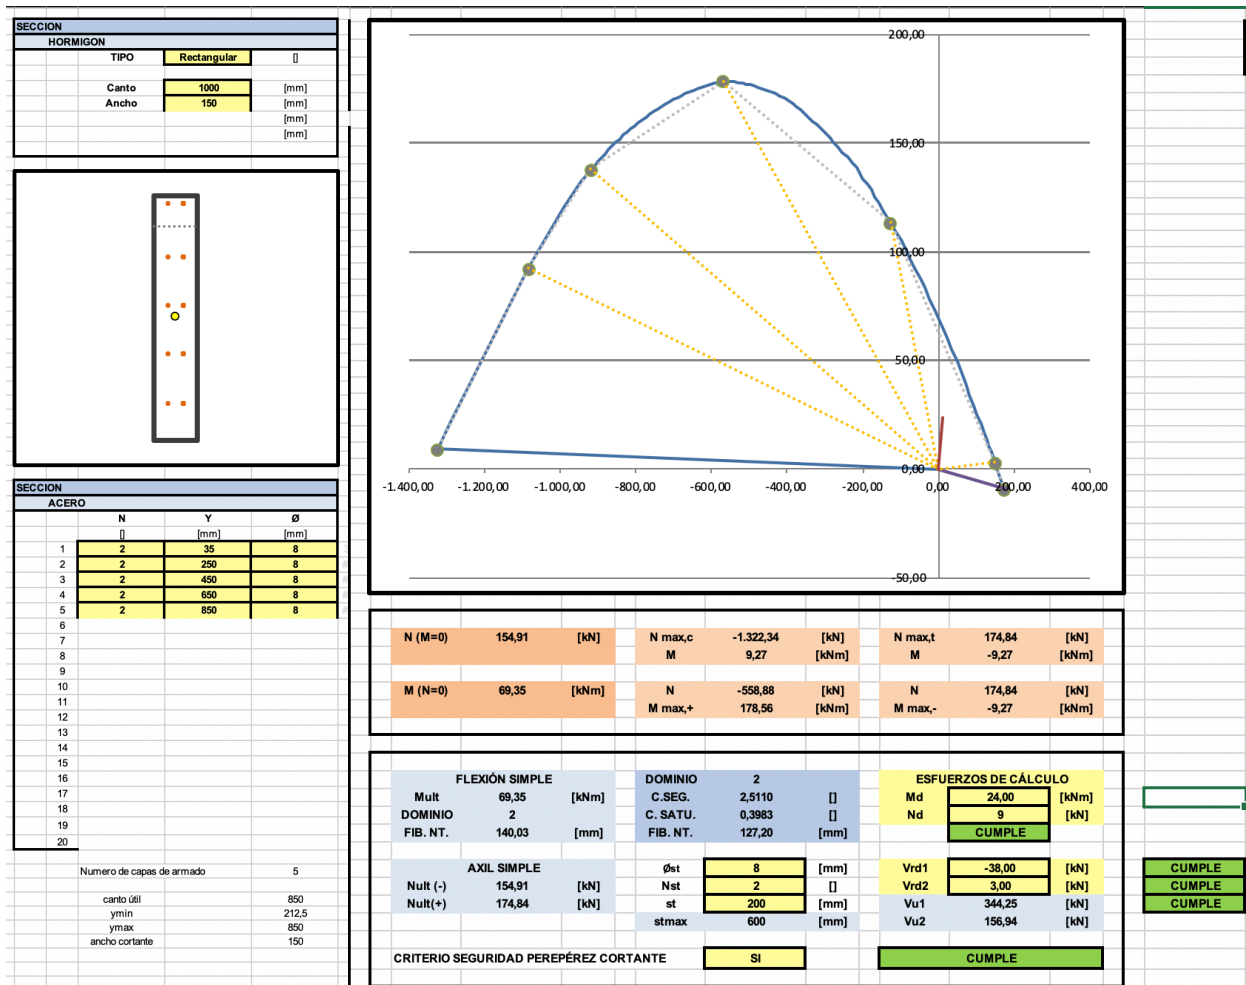 SECCION
HORMIGON
TIPO Rectangular []
Canto 1000 [mm]
Ancho 150 [mm]
[mm]
[mm]
200,00
150,00
100,00
50,00
0,00
-1.400,00 -1.200,00 -1.000,00 -800,00 -600,00 -400,00 -200,00 0,00 200,00 400,00
-50,00
SECCION
ACERO
N Y Ø
[] [mm] [mm]
1 2 35 8
2 2 250 8
3 2 450 8
4 2 650 8
5 2 850 8
6
7
8
9
10
11
12
13
14
15
16
17
18
19
20
Numero de capas de armado 5
canto útil 850
ymin 212,5
ymax 850
ancho cortante 150
N (M=0) 154,91 [kN] N max,c -1.322,34 [kN] N max,t 174,84 [kN]
M 9,27 [kNm] M -9,27 [kNm]
M (N=0) 69,35 [kNm] N -558,88 [kN] N 174,84 [kN]
M max,+ 178,56 [kNm] M max,- -9,27 [kNm]
FLEXIÓN SIMPLE DOMINIO 2 ESFUERZOS DE CÁLCULO
Mult 69,35 [kNm] C.SEG. 2,5110 [] Md 24,00 [kNm]
DOMINIO 2 C. SATU. 0,3983 [] Nd 9 [kN]
FIB. NT. 140,03 [mm] FIB. NT. 127,20 [mm] CUMPLE
AXIL SIMPLE Øst 8 [mm] Vrd1 -38,00 [kN] CUMPLE
Nult (-) 154,91 [kN] Nst 2 [] Vrd2 3,00 [kN] CUMPLE
Nult(+) 174,84 [kN] st 200 [mm] Vu1 344,25 [kN] CUMPLE
stmax 600 [mm] Vu2 156,94 [kN]
CRITERIO SEGURIDAD PEREPÉREZ CORTANTE SI CUMPLE